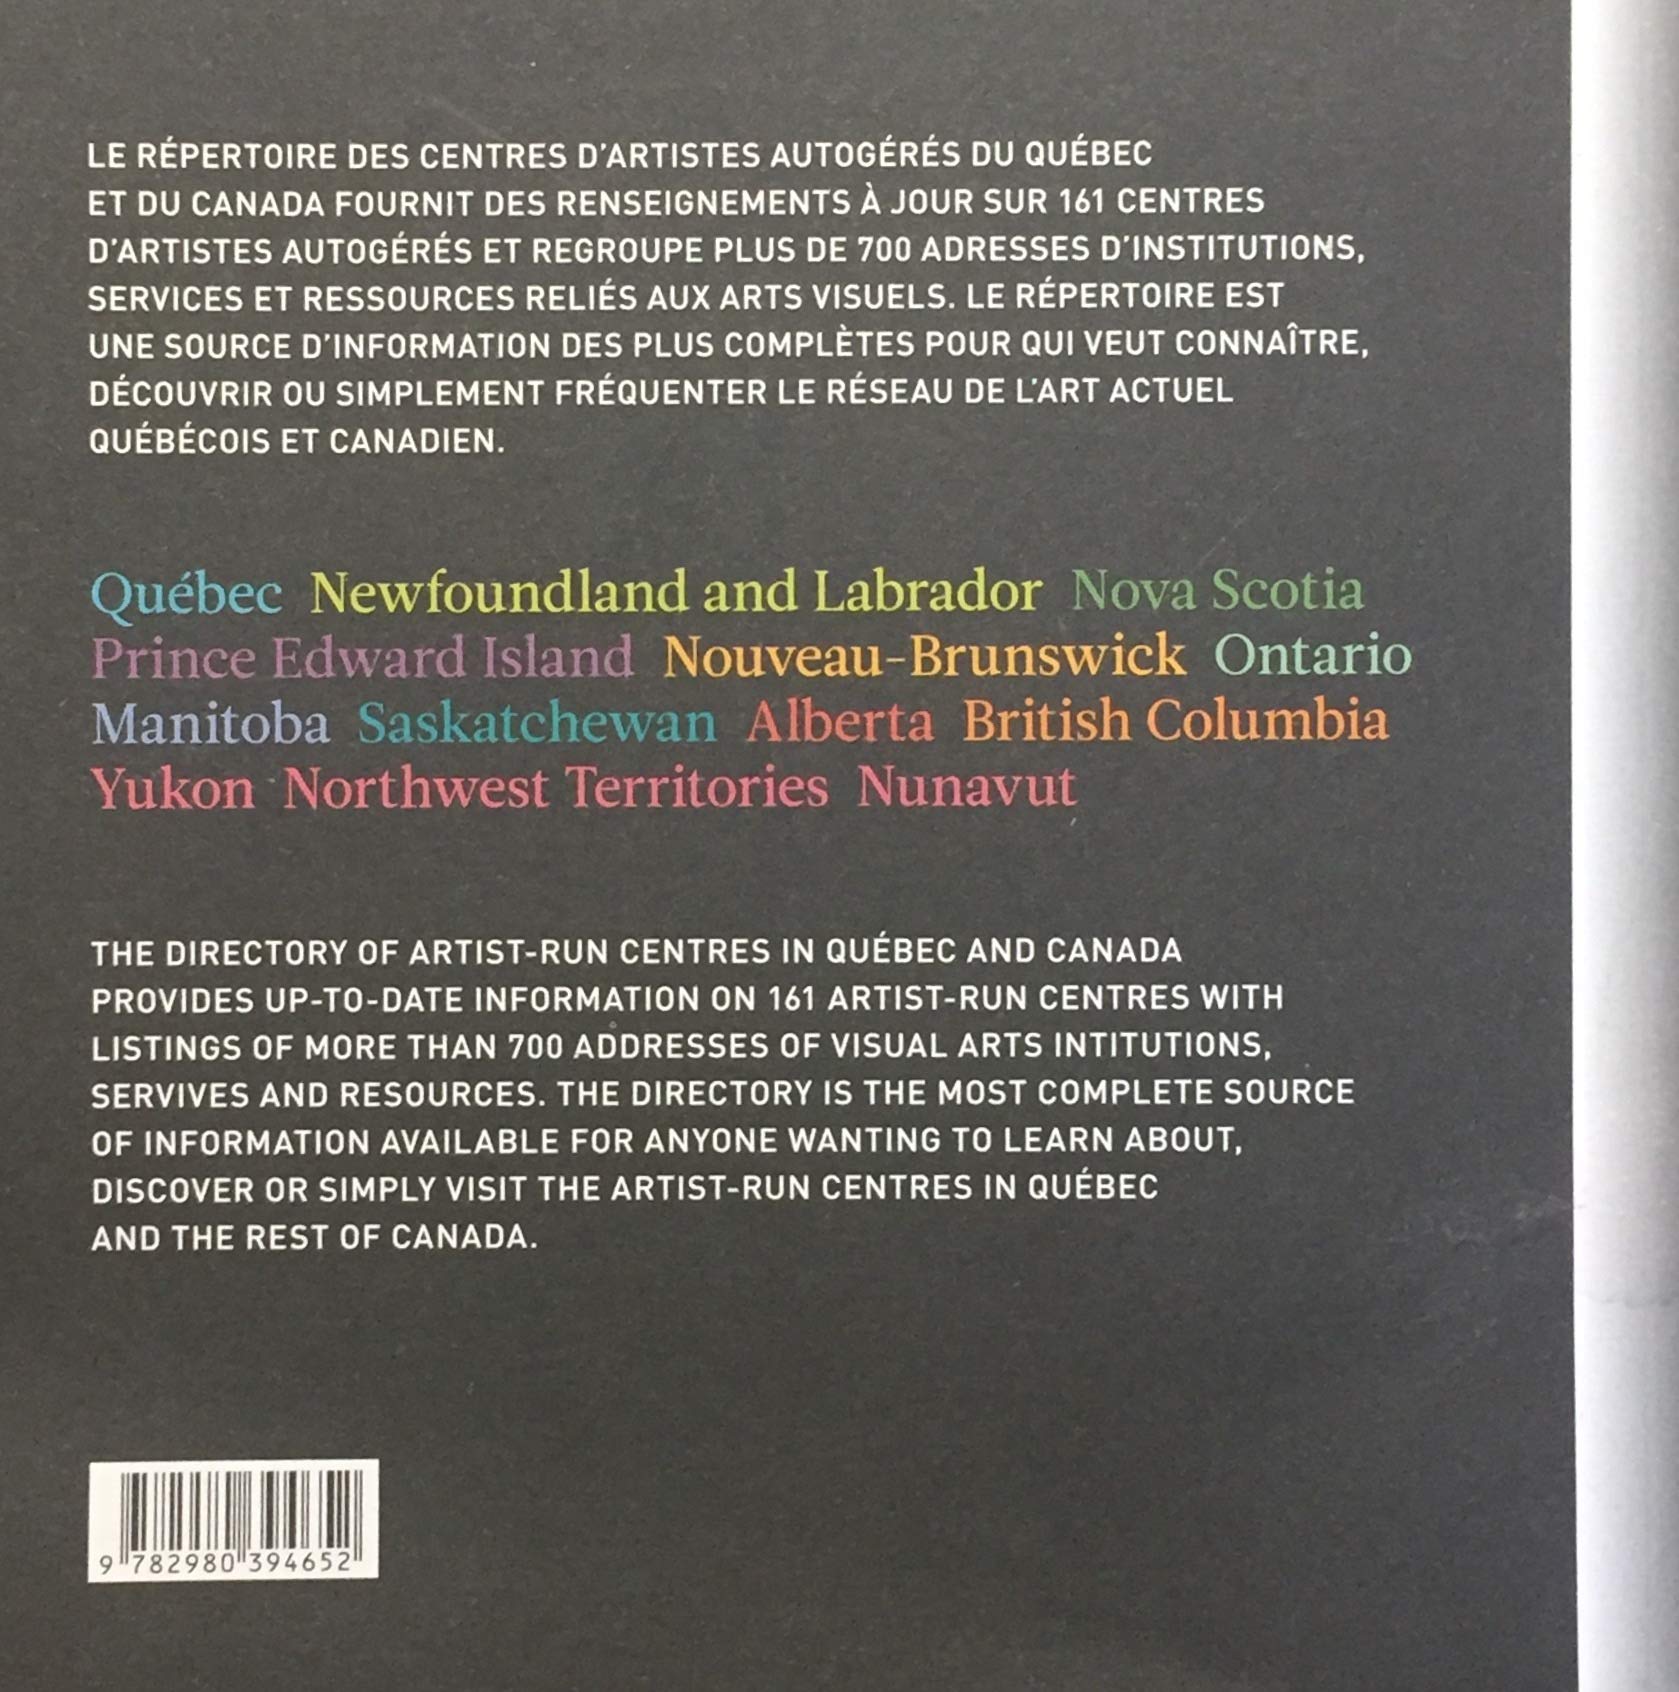 LE RÉPERTOIRE DES CENTRES D'ARTISTES AUTOGÉRÉS DU QUÉBEC
ET DU CANADA FOURNIT DES RENSEIGNEMENTS À JOUR SUR 161 CENTRES
D'ARTISTES AUTOGÉRÉS ET REGROUPE PLUS DE 700 ADRESSES D'INSTITUTIONS,
SERVICES ET RESSOURCES RELIÉS AUX ARTS VISUELS. LE RÉPERTOIRE EST
UNE SOURCE D'INFORMATION DES PLUS COMPLÈTES POUR QUI VEUT CONNAÎTRE,
DÉCOUVRIR OU SIMPLEMENT FRÉQUENTER LE RÉSEAU DE L'ART ACTUEL
QUÉBÉCOIS ET CANADIEN.
Québec Newfoundland and Labrador Nova Scotia
Prince Edward Island Nouveau-Brunswick Ontario
Manitoba Saskatchewan Alberta British Columbia
Yukon Northwest Territories Nunavut
THE DIRECTORY OF ARTIST-RUN CENTRES IN QUÉBEC AND CANADA
PROVIDES UP-TO-DATE INFORMATION ON 161 ARTIST-RUN CENTRES WITH
LISTINGS OF MORE THAN 700 ADDRESSES OF VISUAL ARTS INTITUTIONS,
SERVIVES AND RESOURCES. THE DIRECTORY IS THE MOST COMPLETE SOURCE
OF INFORMATION AVAILABLE FOR ANYONE WANTING TO LEARN ABOUT,
DISCOVER OR SIMPLY VISIT THE ARTIST-RUN CENTRES IN QUÉBEC
AND THE REST OF CANADA.
9 782980 394652